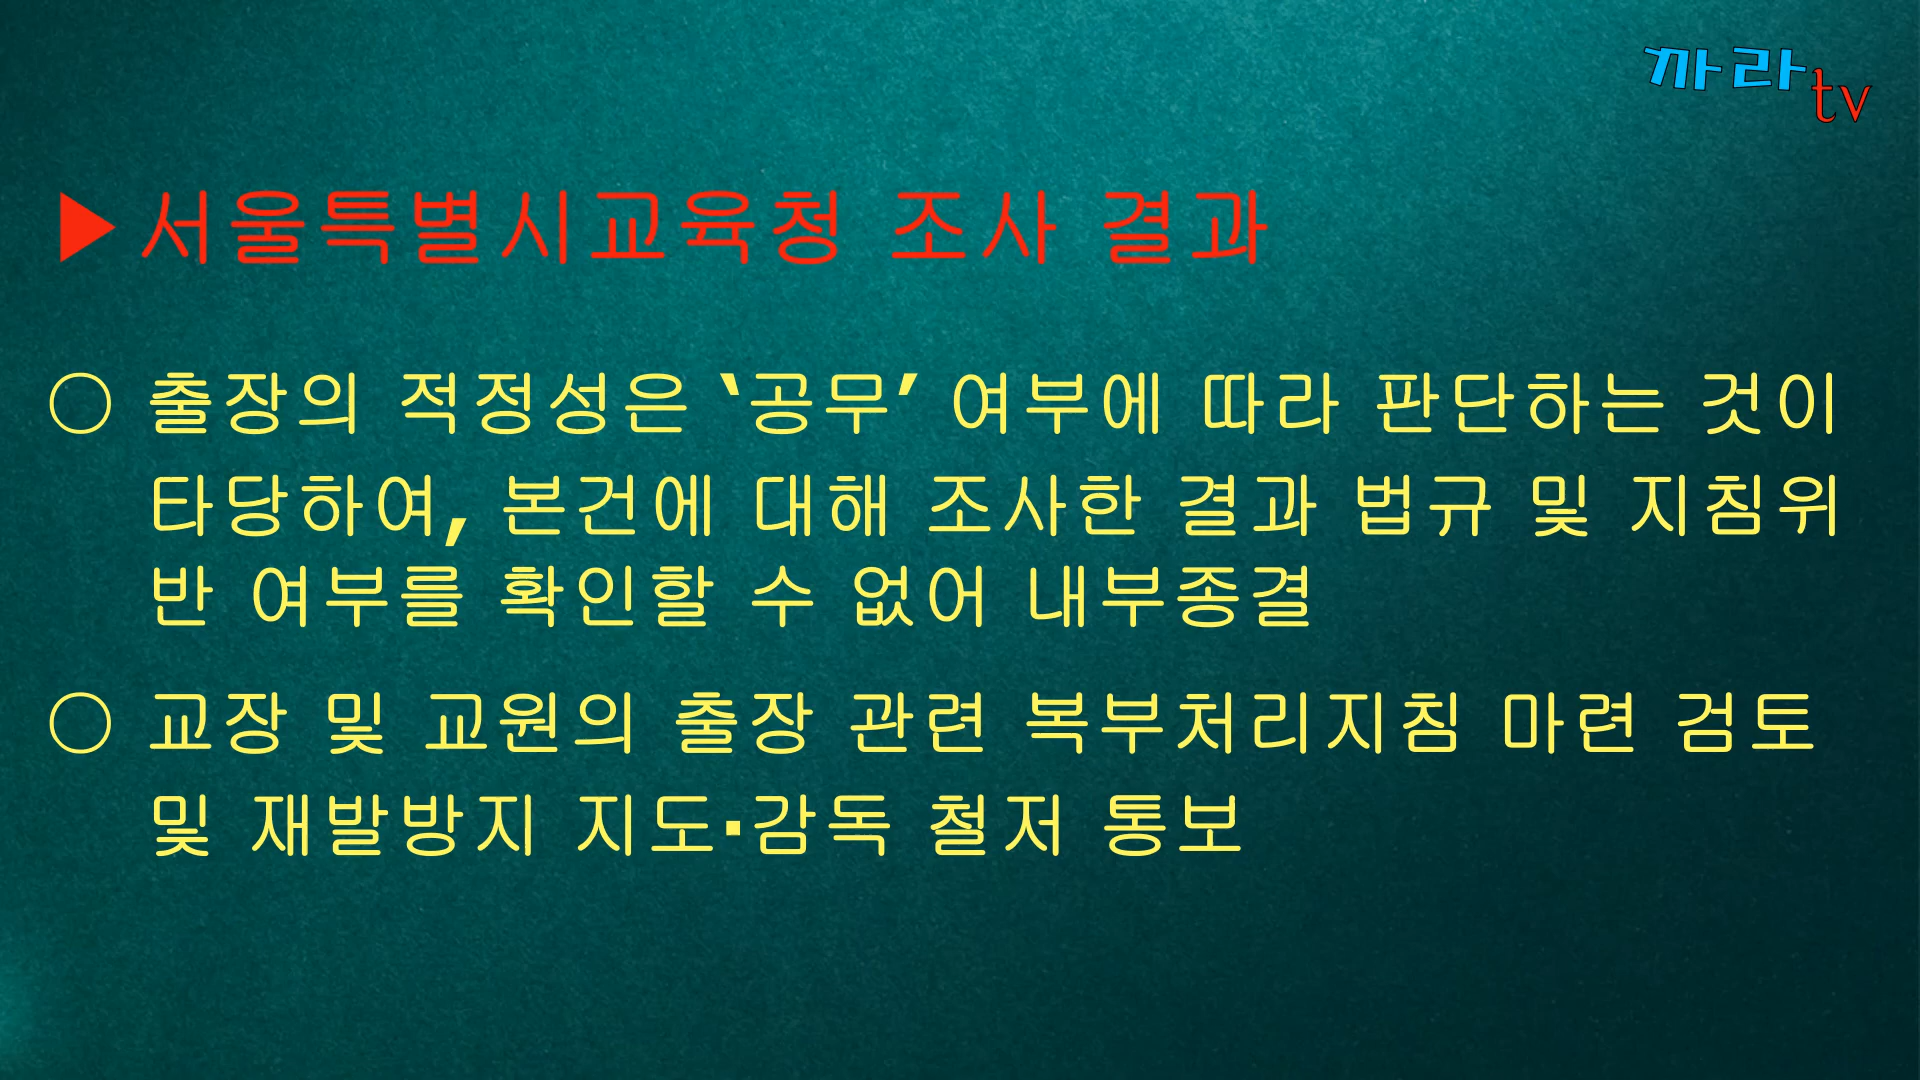 까라tv
▶서울특별시교육청 조사 결과
○ 출장의 적정성은 ‘공무’ 여부에 따라 판단하는 것이
타당하여, 본건에 대해 조사한 결과 법규 및 지침위
반 여부를 확인할 수 없어 내부종결
○ 교장 및 교원의 출장 관련 복부처리지침 마련 검토
및 재발방지 지도·감독 철저 통보